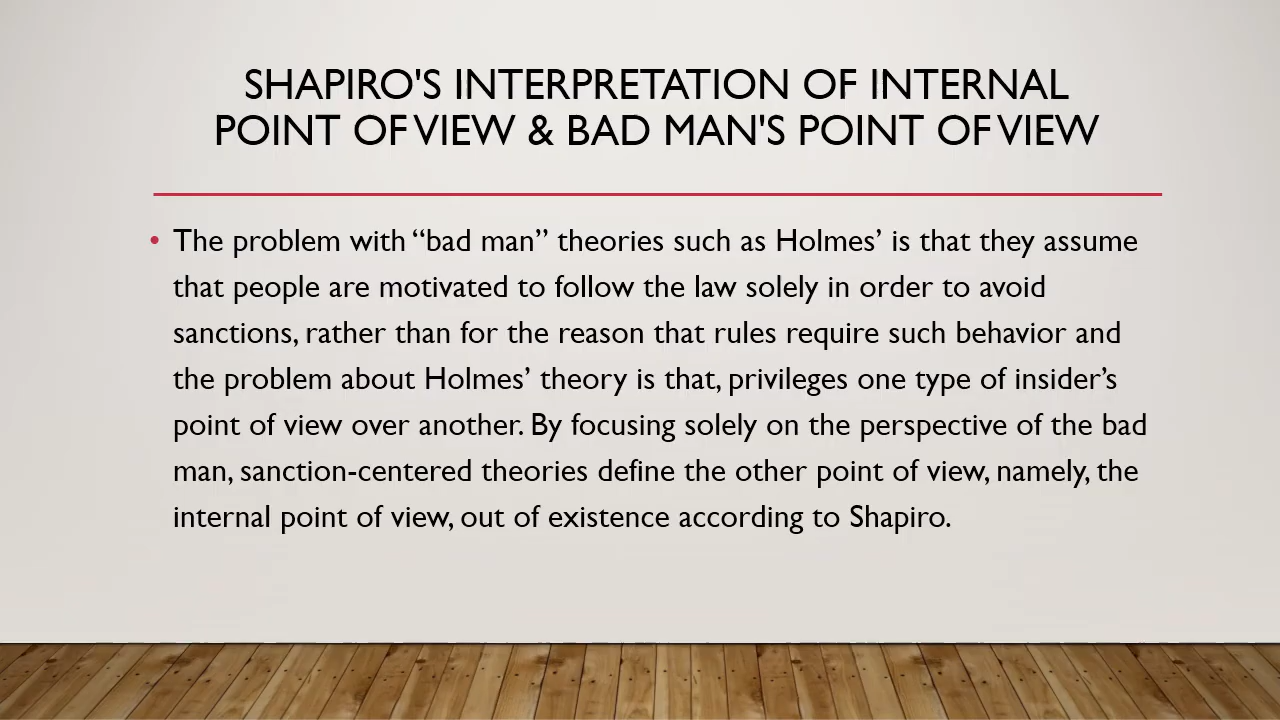 SHAPIRO'S INTERPRETATION OF INTERNAL
POINT OF VIEW & BAD MAN'S POINT OF VIEW
• The problem with “bad man” theories such as Holmes’ is that they assume
that people are motivated to follow the law solely in order to avoid
sanctions, rather than for the reason that rules require such behavior and
the problem about Holmes’ theory is that, privileges one type of insider’s
point of view over another. By focusing solely on the perspective of the bad
man, sanction-centered theories define the other point of view, namely, the
internal point of view, out of existence according to Shapiro.